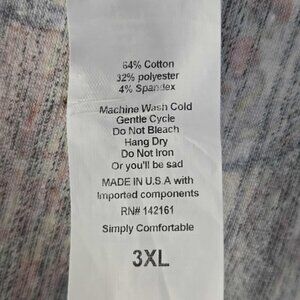 64% Cotton
32% polyester
4% Spandex
Machine Wash Cold
Gentle Cycle
Do Not Bleach
Hang Dry
Do Not Iron
Or you'll be sad
MADE IN U.S.A with
Imported components
RN# 142161
Simply Comfortable
3XL